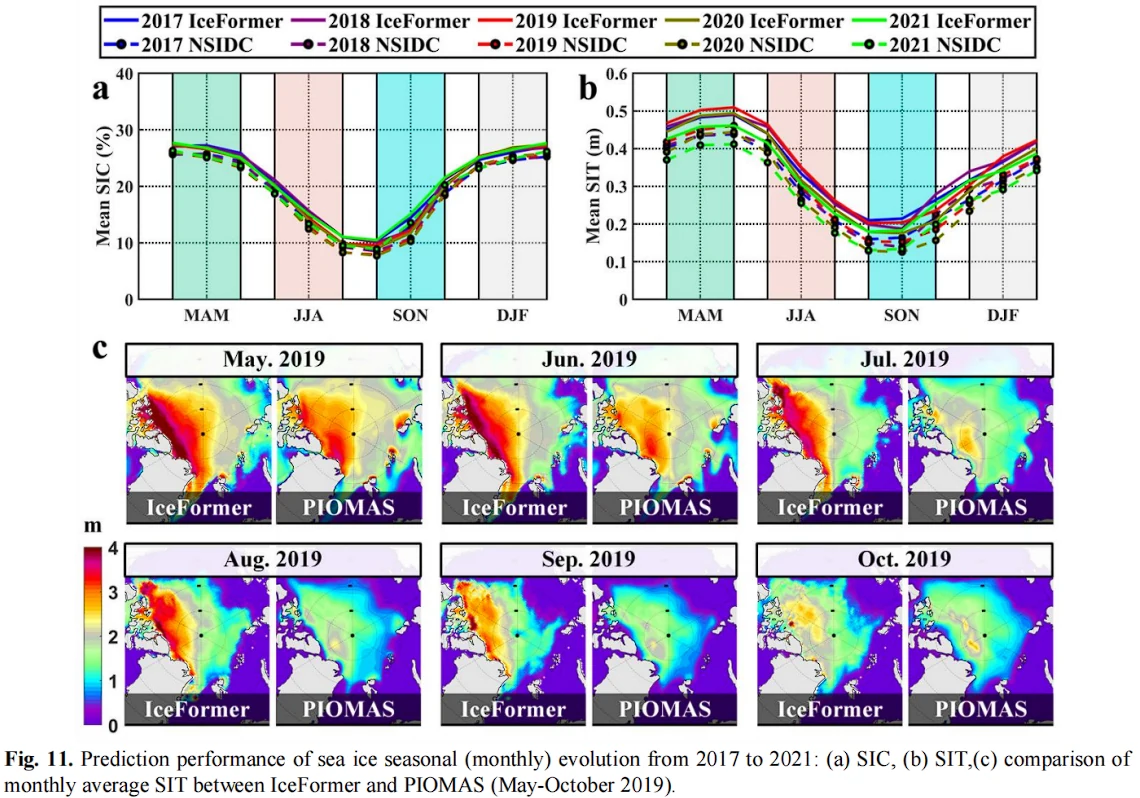 2017 IceFormer 2018 IceFormer 2019 IceFormer 2020 IceFormer 2021 IceFormer
2017 NSIDC 2018 NSIDC 2019 NSIDC 2020 NSIDC 2021 NSIDC
a
Mean SIC (%)
40
30
20
10
0
MAM JJA SON DJF
b
Mean SIT (m)
0.6
0.5
0.4
0.3
0.2
0.1
0
MAM JJA SON DJF
c
May. 2019 Jun. 2019 Jul. 2019
IceFormer PIOMAS IceFormer PIOMAS IceFormer PIOMAS
m
4
3
2
1
0
Aug. 2019 Sep. 2019 Oct. 2019
IceFormer PIOMAS IceFormer PIOMAS IceFormer PIOMAS
Fig. 11. Prediction performance of sea ice seasonal (monthly) evolution from 2017 to 2021: (a) SIC, (b) SIT,(c) comparison of
monthly average SIT between IceFormer and PIOMAS (May-October 2019).